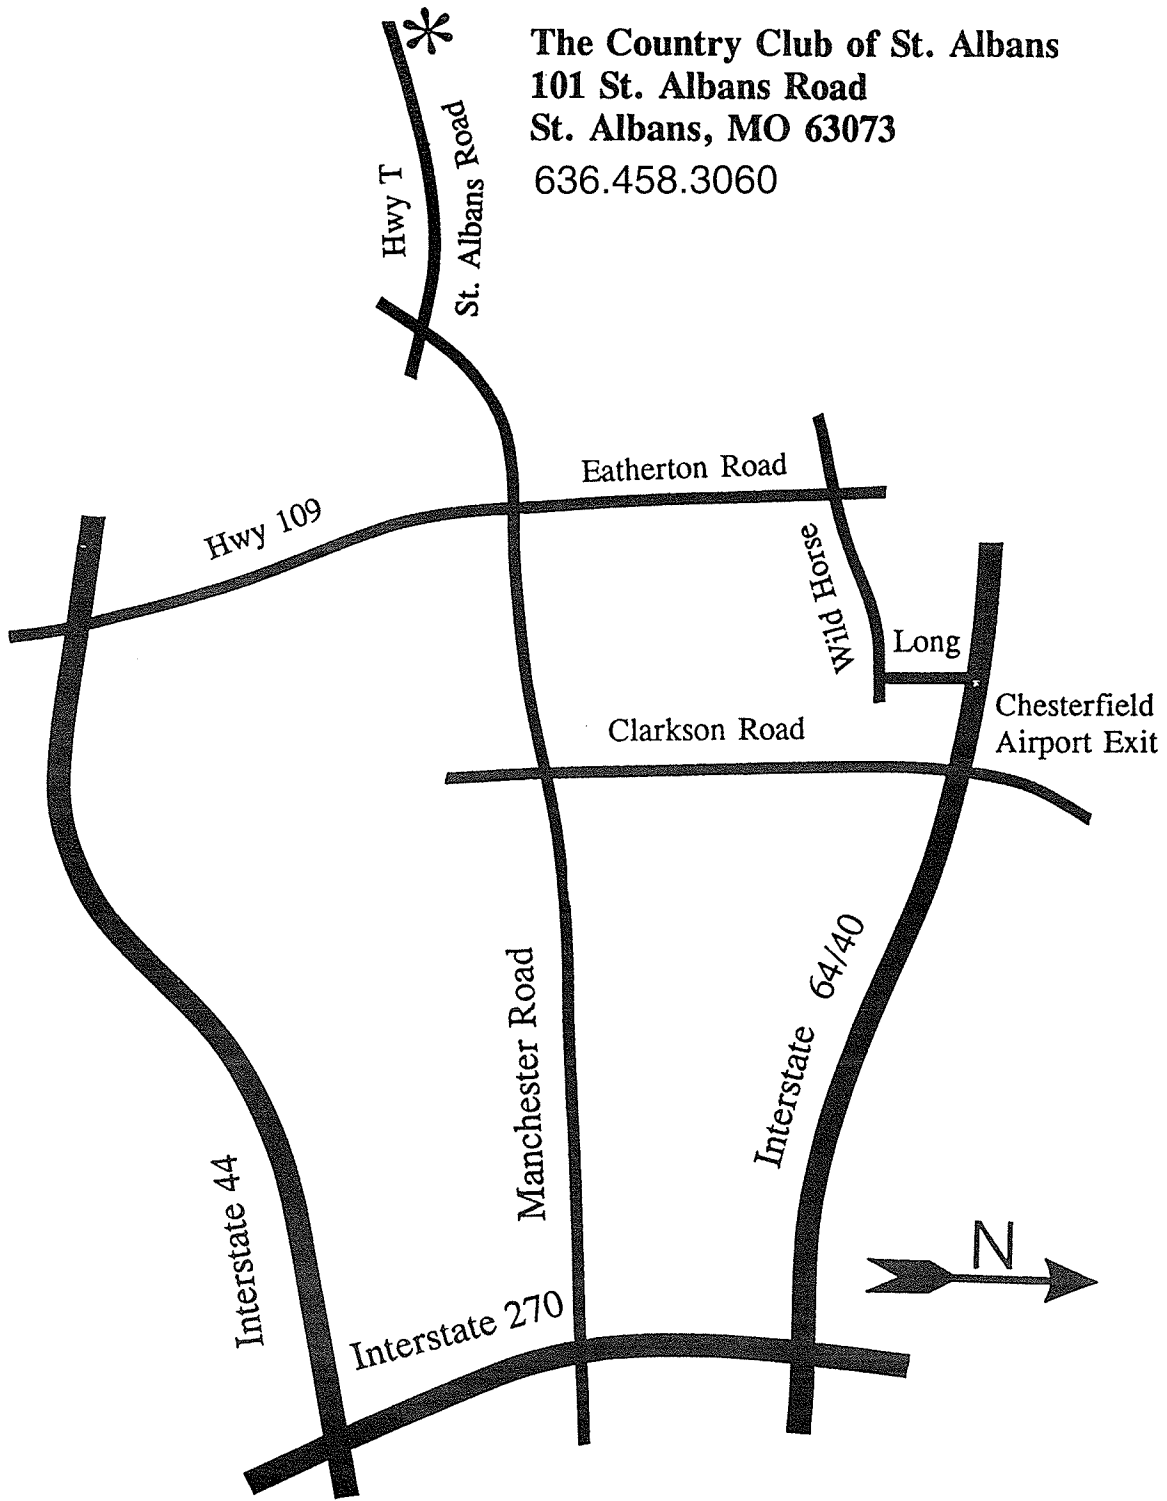 The Country Club of St. Albans
101 St. Albans Road
St. Albans, MO 63073
636.458.3060
Hwy T
St. Albans Road
Eatherton Road
Hwy 109
Wild Horse
Long
Chesterfield
Airport Exit
Clarkson Road
Interstate 64/40
Manchester Road
Interstate 44
Interstate 270
N